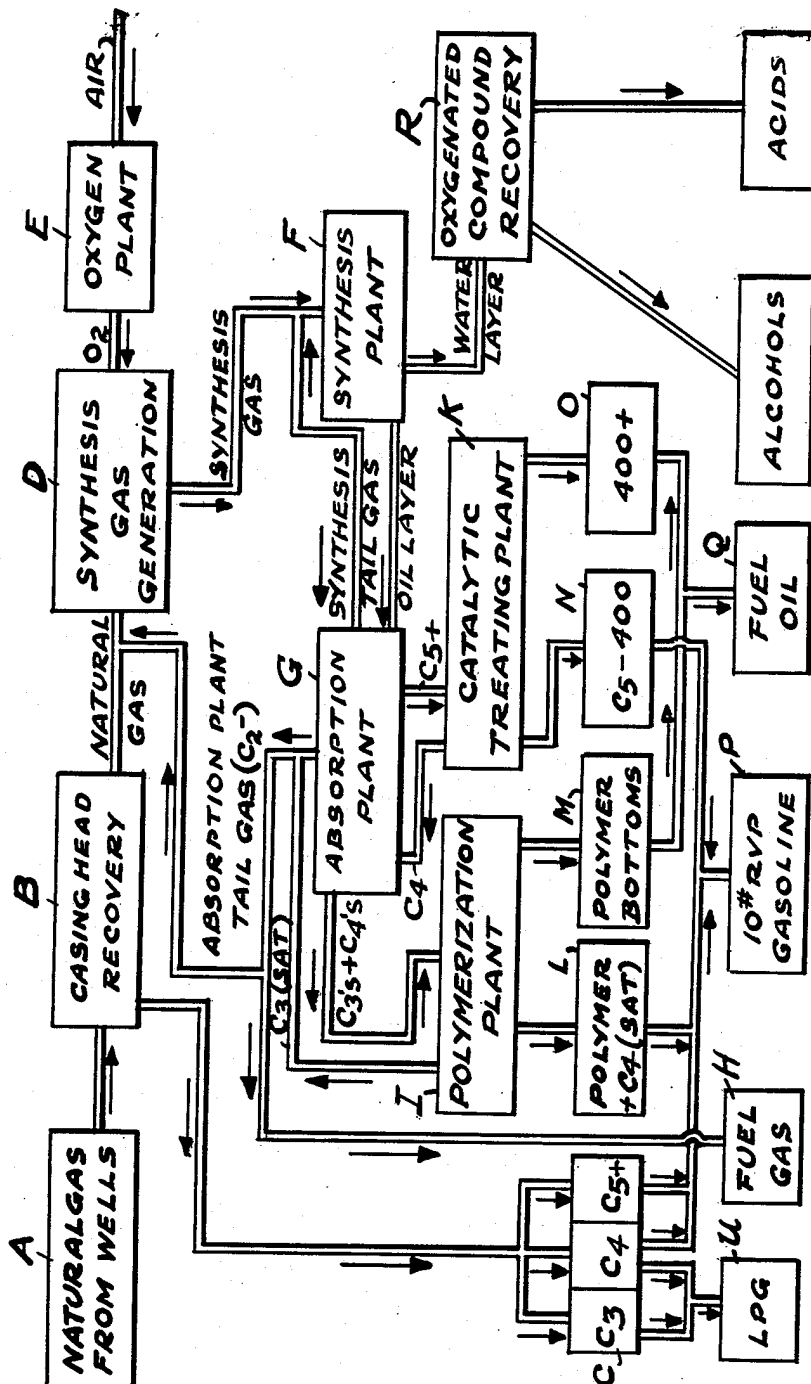 A
NATURAL GAS
FROM WELLS
B
CASING HEAD
RECOVERY
NATURAL
GAS
D
SYNTHESIS
GAS
GENERATION
O2
E
OXYGEN
PLANT
AIR
ABSORPTION PLANT
TAIL GAS (C2-)
SYNTHESIS
GAS
C3(SAT)
C3'S+C4'S
G
ABSORPTION
PLANT
SYNTHESIS
TAIL GAS
OIL LAYER
F
SYNTHESIS
PLANT
WATER
LAYER
R
OXYGENATED
COMPOUND
RECOVERY
C4
C5+
I
POLYMERIZATION
PLANT
K
CATALYTIC
TREATING PLANT
C
C3
C4
C5+
L
POLYMER
+C4(SAT)
M
POLYMER
BOTTOMS
N
C5-400
O
400+
U
LPG
H
FUEL
GAS
P
10# RVP
GASOLINE
Q
FUEL
OIL
ALCOHOLS
ACIDS